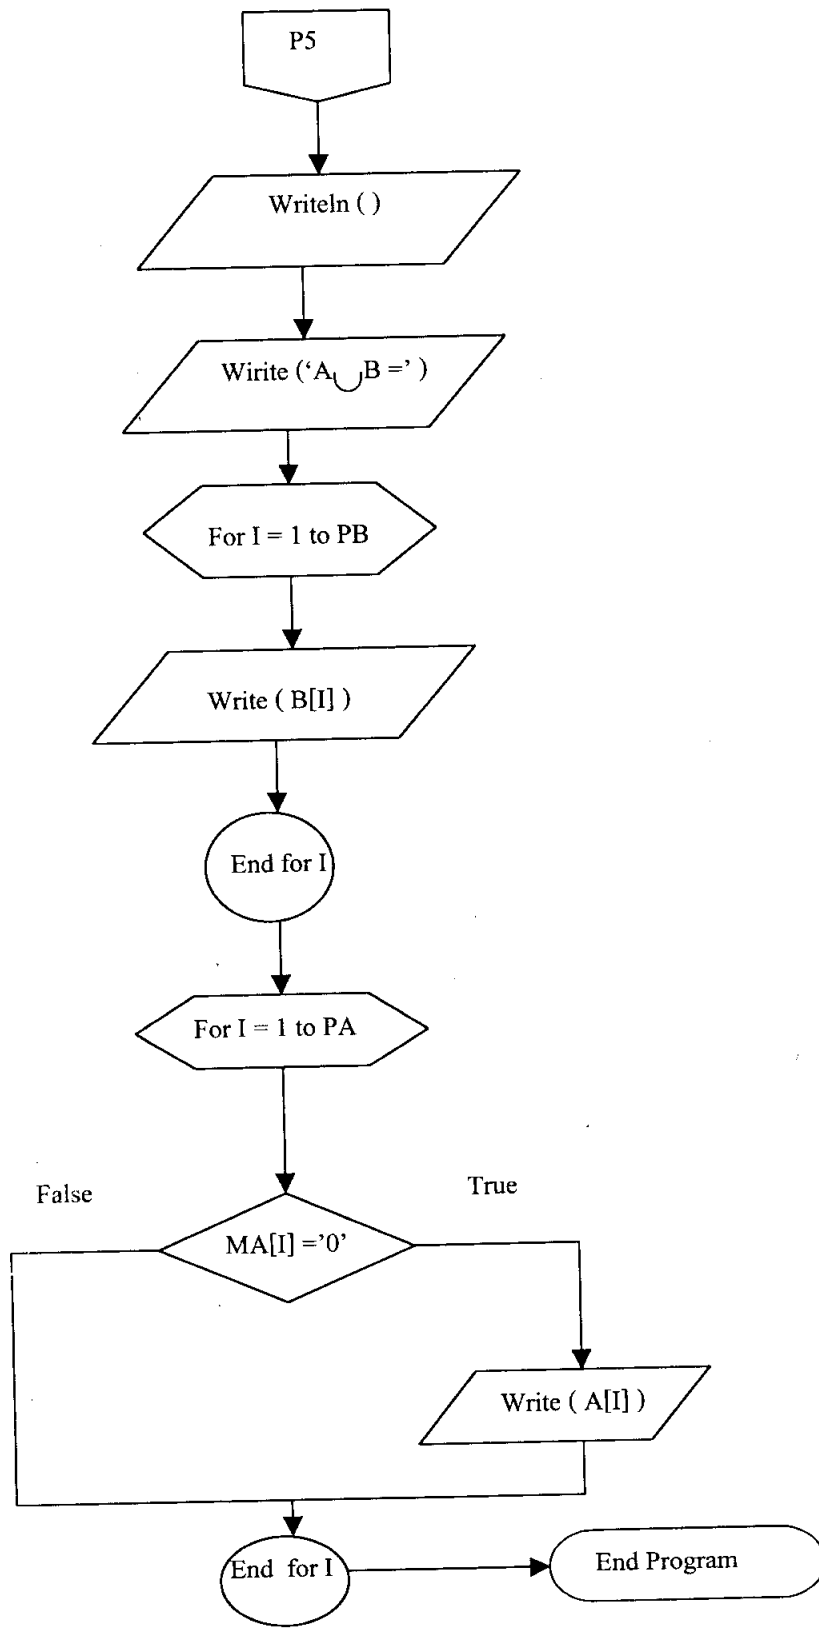 P5
Writeln ( )
Wirite (‘A∪B =’ )
For I = 1 to PB
Write ( B[I] )
End for I
For I = 1 to PA
False
True
MA[I] =’0’
Write ( A[I] )
End for I
End Program